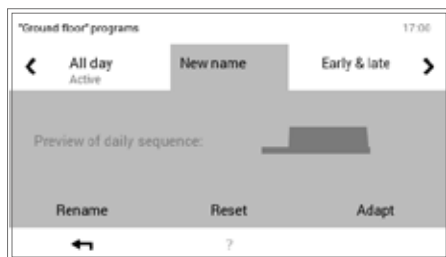 "Ground floor" programs 17:00
All day New name Early & late
Active
Preview of daily sequence:
Rename Reset Adapt
?